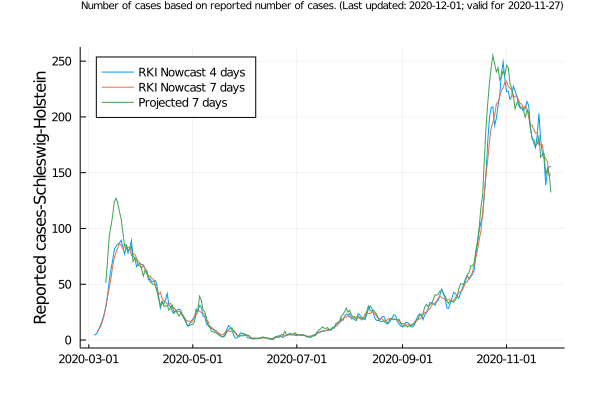 Number of cases based on reported number of cases. (Last updated: 2020-12-01; valid for 2020-11-27)
Reported cases-Schleswig-Holstein
250
200
150
100
50
0
RKI Nowcast 4 days
RKI Nowcast 7 days
Projected 7 days
2020-03-01 2020-05-01 2020-07-01 2020-09-01 2020-11-01